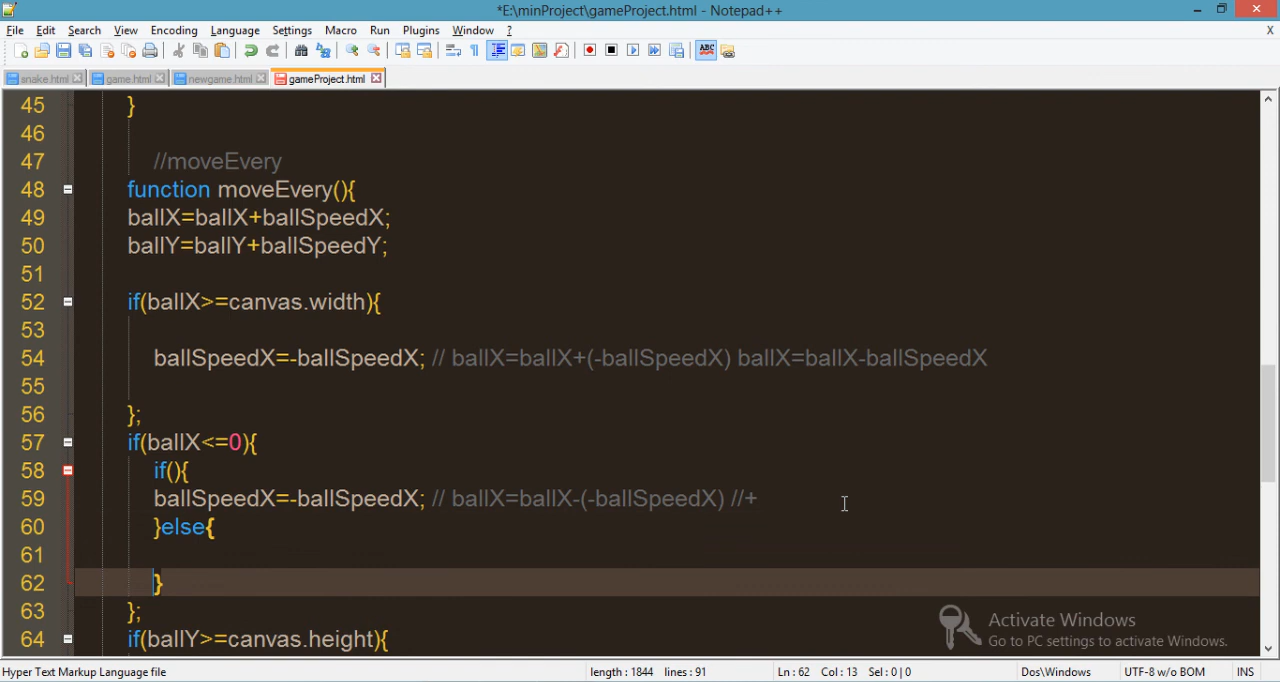 *E:\minProject\gameProject.html - Notepad++
File Edit Search View Encoding Language Settings Macro Run Plugins Window ? X
snake.html game.html newgame.html gameProject.html
45 }
46
47 //moveEvery
48 function moveEvery(){
49 ballX=ballX+ballSpeedX;
50 ballY=ballY+ballSpeedY;
51
52 if(ballX>=canvas.width){
53
54 ballSpeedX=-ballSpeedX; // ballX=ballX+(-ballSpeedX) ballX=ballX-ballSpeedX
55
56 };
57 if(ballX<=0){
58 if(){
59 ballSpeedX=-ballSpeedX; // ballX=ballX-(-ballSpeedX) //+
60 }else{
61
62 }
63 };
64 if(ballY>=canvas.height){
Activate Windows
Go to PC settings to activate Windows.
Hyper Text Markup Language file length : 1844 lines : 91 Ln : 62 Col : 13 Sel : 0 | 0 Dos\Windows UTF-8 w/o BOM INS